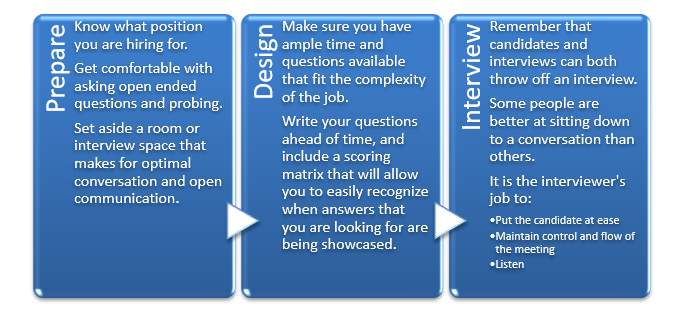 Prepare
Know what position
you are hiring for.
Get comfortable with
asking open ended
questions and probing.
Set aside a room or
interview space that
makes for optimal
conversation and open
communication.
Design
Make sure you have
ample time and
questions available
that fit the complexity
of the job.
Write your questions
ahead of time, and
include a scoring
matrix that will allow
you to easily recognize
when answers that
you are looking for are
being showcased.
Interview
Remember that
candidates and
interviews can both
throw off an interview.
Some people are
better at sitting down
to a conversation than
others.
It is the interviewer's
job to:
•Put the candidate at ease
•Maintain control and flow of
the meeting
•Listen